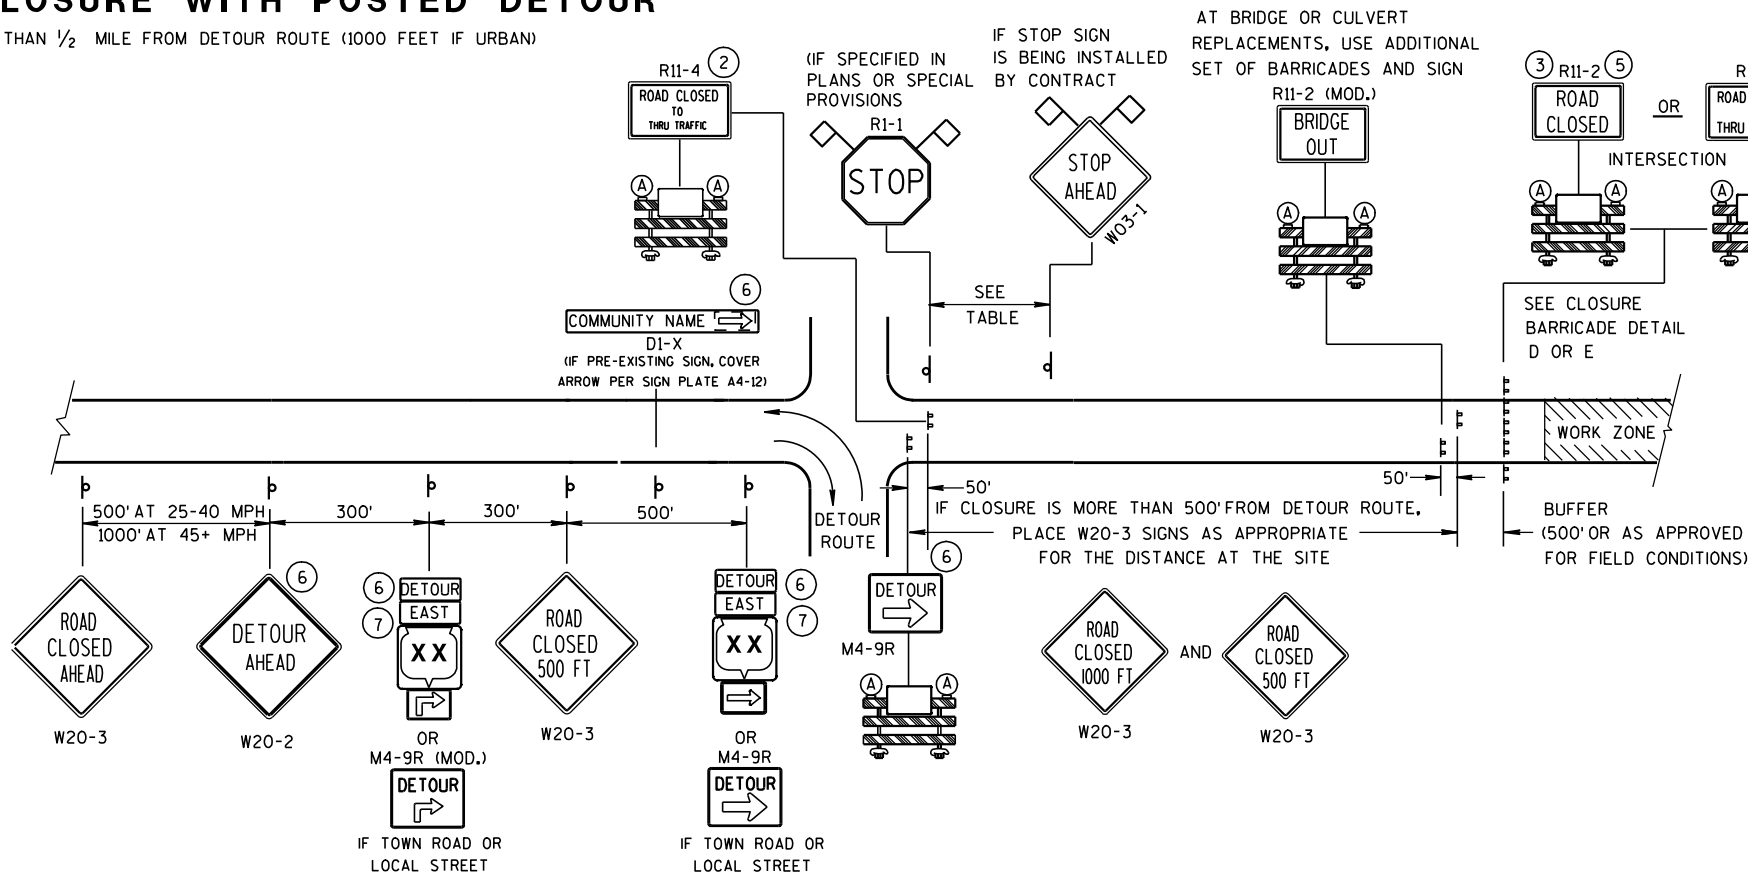 LOSURE WITH POSTED DETOUR
THAN 1/2 MILE FROM DETOUR ROUTE (1000 FEET IF URBAN)
R11-4 2
ROAD CLOSED
TO
THRU TRAFFIC
A A
(IF SPECIFIED IN
PLANS OR SPECIAL
PROVISIONS
R1-1
STOP
IF STOP SIGN
IS BEING INSTALLED
BY CONTRACT
STOP
AHEAD
WO3-1
AT BRIDGE OR CULVERT
REPLACEMENTS, USE ADDITIONAL
SET OF BARRICADES AND SIGN
R11-2 (MOD.)
BRIDGE
OUT
A A
3 R11-2 5
ROAD
CLOSED
OR
R
ROAD
THRU
INTERSECTION
A A
A
SEE
TABLE
SEE CLOSURE
BARRICADE DETAIL
D OR E
6
COMMUNITY NAME
D1-X
(IF PRE-EXISTING SIGN, COVER
ARROW PER SIGN PLATE A4-12)
WORK ZONE
500' AT 25-40 MPH
1000' AT 45+ MPH
300'
300'
500'
DETOUR
ROUTE
50'
50'
IF CLOSURE IS MORE THAN 500' FROM DETOUR ROUTE,
PLACE W20-3 SIGNS AS APPROPRIATE
FOR THE DISTANCE AT THE SITE
BUFFER
(500' OR AS APPROVED
FOR FIELD CONDITIONS)
ROAD
CLOSED
AHEAD
W20-3
6
DETOUR
AHEAD
W20-2
6
7
DETOUR
EAST
XX
OR
M4-9R (MOD.)
DETOUR
IF TOWN ROAD OR
LOCAL STREET
ROAD
CLOSED
500 FT
W20-3
DETOUR
EAST
XX
6
7
OR
M4-9R
DETOUR
IF TOWN ROAD OR
LOCAL STREET
6
DETOUR
M4-9R
A A
ROAD
CLOSED
1000 FT
W20-3
AND
ROAD
CLOSED
500 FT
W20-3